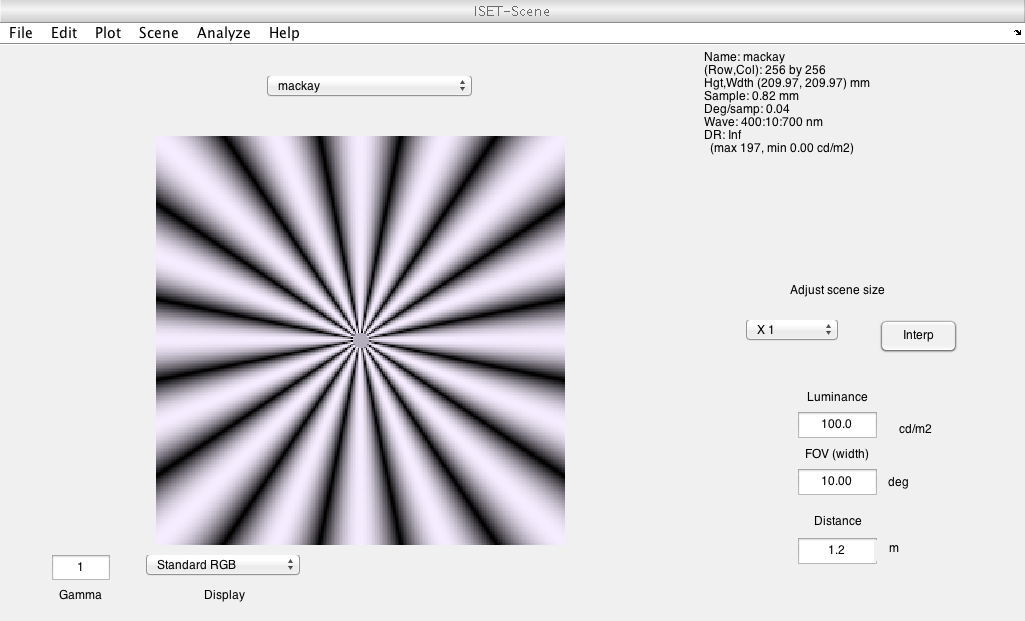 ISET-Scene
File Edit Plot Scene Analyze Help
mackay
Name: mackay
(Row,Col): 256 by 256
Hgt,Wdth (209.97, 209.97) mm
Sample: 0.82 mm
Deg/samp: 0.04
Wave: 400:10:700 nm
DR: Inf
(max 197, min 0.00 cd/m2)
Adjust scene size
X 1
Interp
Luminance
100.0 cd/m2
FOV (width)
10.00 deg
Distance
1.2 m
1
Gamma
Standard RGB
Display